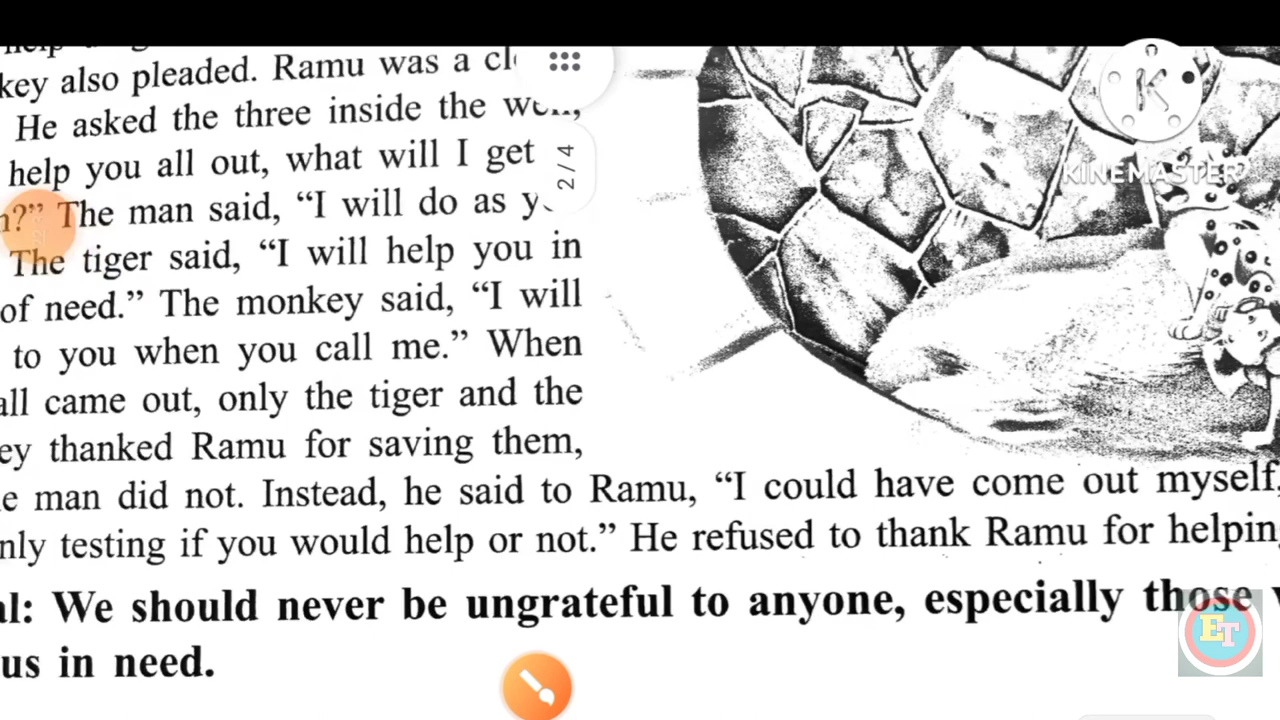 key also pleaded. Ramu was a
He asked the three inside the
help you all out, what will I get
2/4
The man said, "I will do as
The tiger said, "I will help you in
of need." The monkey said, "I will
to you when you call me." When
all came out, only the tiger and the
ey thanked Ramu for saving them,
e man did not. Instead, he said to Ramu, "I could have come out myself,
nly testing if you would help or not." He refused to thank Ramu for helpin
al: We should never be ungrateful to anyone, especially those
us in need.
K
KINEMASTER
ET